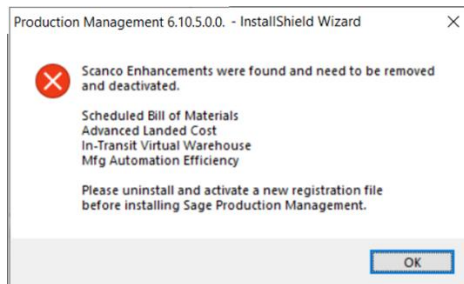 Production Management 6.10.5.0.0. - InstallShield Wizard
Scanco Enhancements were found and need to be removed
and deactivated.
Scheduled Bill of Materials
Advanced Landed Cost
In-Transit Virtual Warehouse
Mfg Automation Efficiency
Please uninstall and activate a new registration file
before installing Sage Production Management.
OK